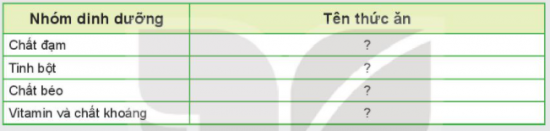 Nhóm dinh dưỡng Tên thức ăn
Chất đạm ?
Tinh bột ?
Chất béo ?
Vitamin và chất khoáng ?